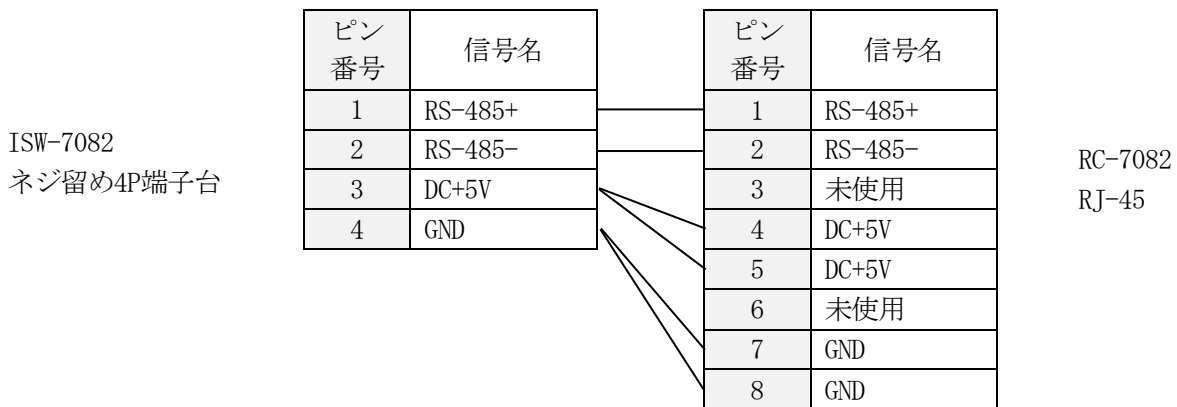 ISW-7082
ネジ留め4P端子台
ピン
番号
信号名
1 RS-485+
2 RS-485-
3 DC+5V
4 GND
ピン
番号
信号名
1 RS-485+
2 RS-485-
3 未使用
4 DC+5V
5 DC+5V
6 未使用
7 GND
8 GND
RC-7082
RJ-45